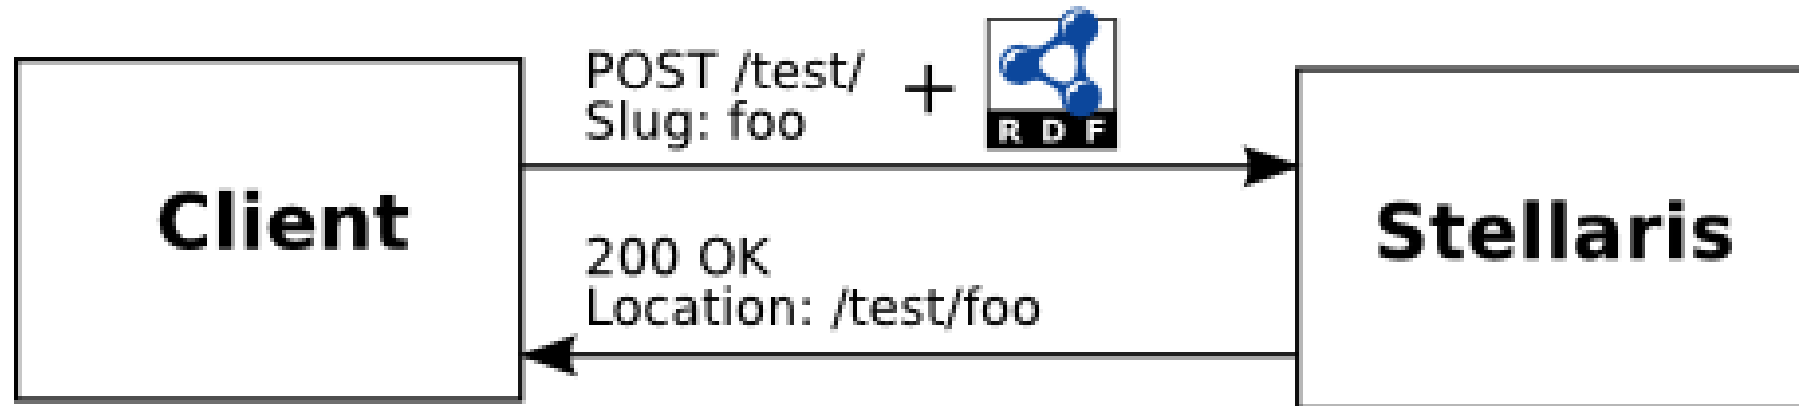 Client
POST /test/
Slug: foo
+
RDF
200 OK
Location: /test/foo
Stellaris